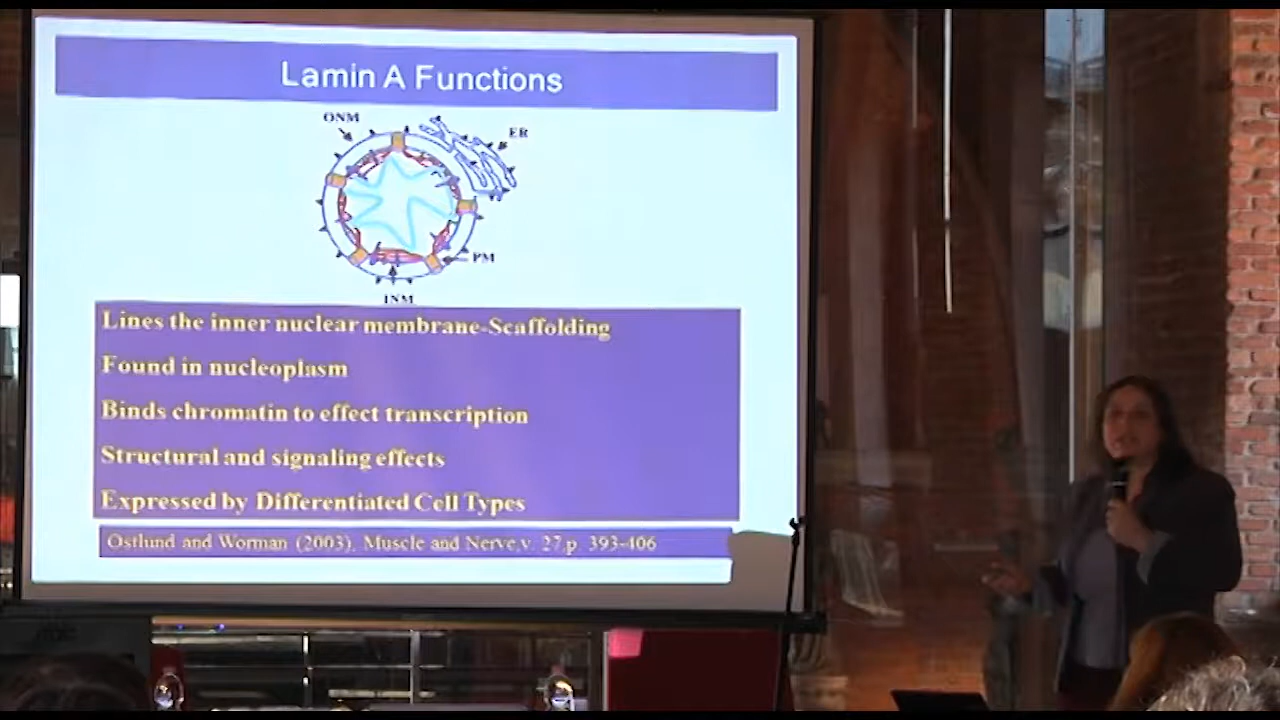 Lamin A Functions
ONM
ER
PM
INM
Lines the inner nuclear membrane-Scaffolding
Found in nucleoplasm
Binds chromatin to effect transcription
Structural and signaling effects
Expressed by Differentiated Cell Types
Ostlund and Worman (2003). Muscle and Nerve,v. 27,p. 393-406